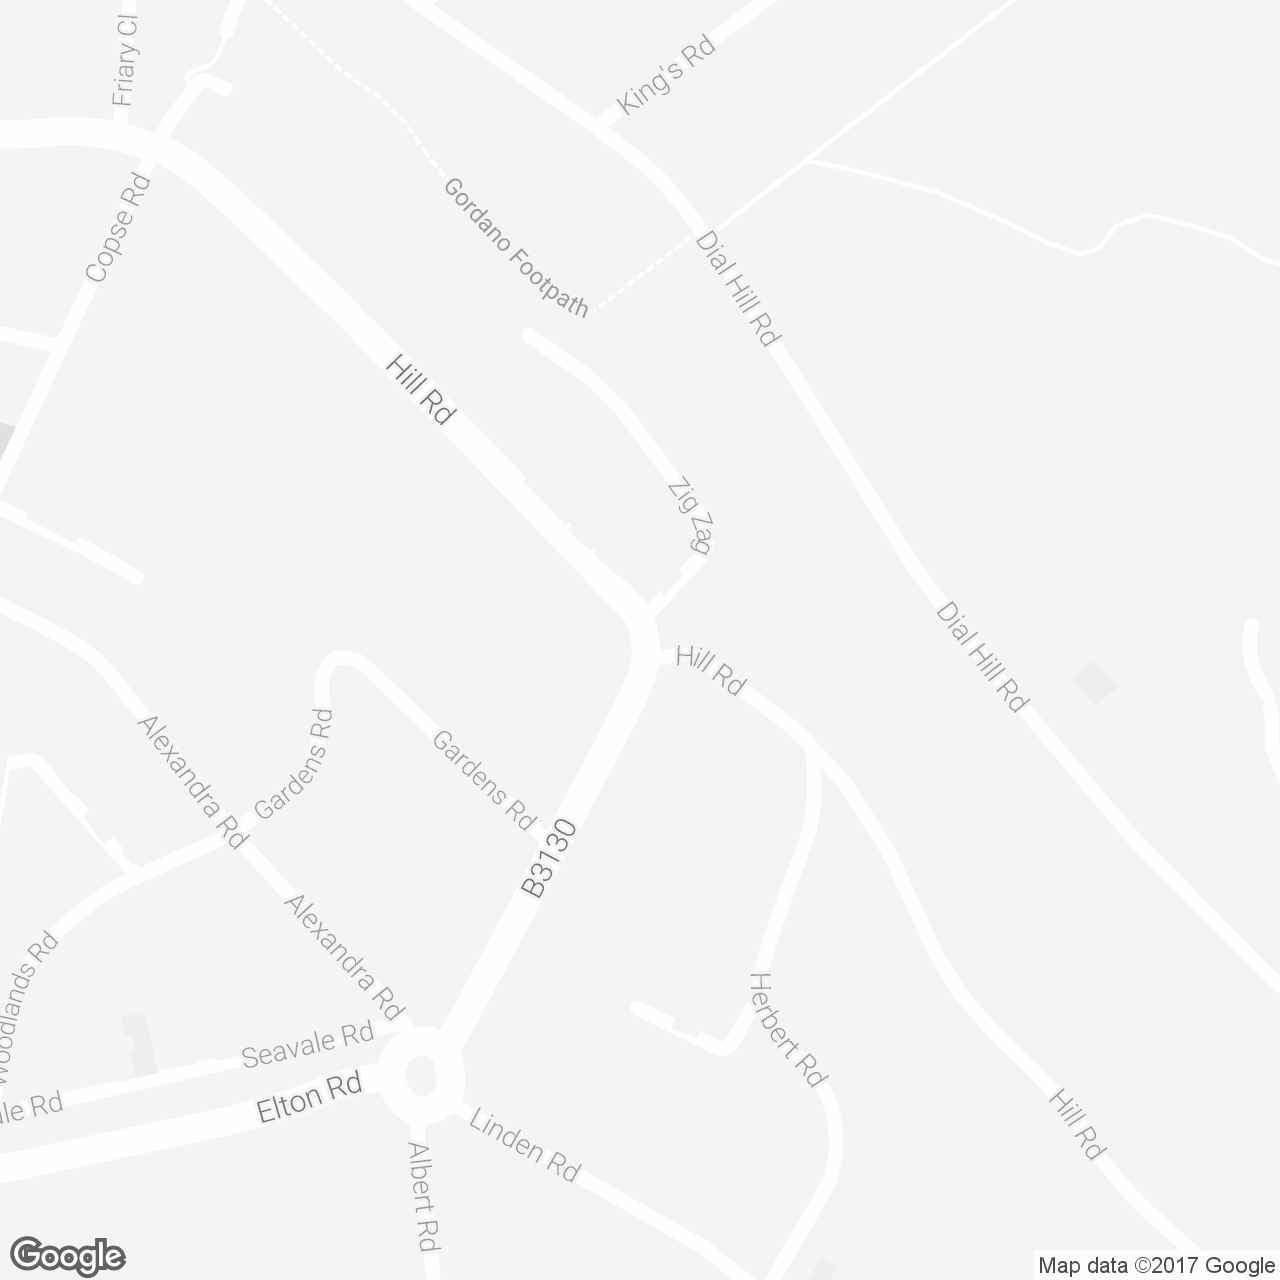 Friary Cl
King's Rd
Copse Rd
Gordano Footpath
Dial Hill Rd
Hill Rd
Zig Zag
Dial Hill Rd
Hill Rd
Alexandra Rd
Gardens Rd
Gardens Rd
B3130
Alexandra Rd
Woodlands Rd
Herbert Rd
Seavale Rd
Elton Rd
Rd
Linden Rd
Hill Rd
Albert Rd
Google
Map data ©2017 Google